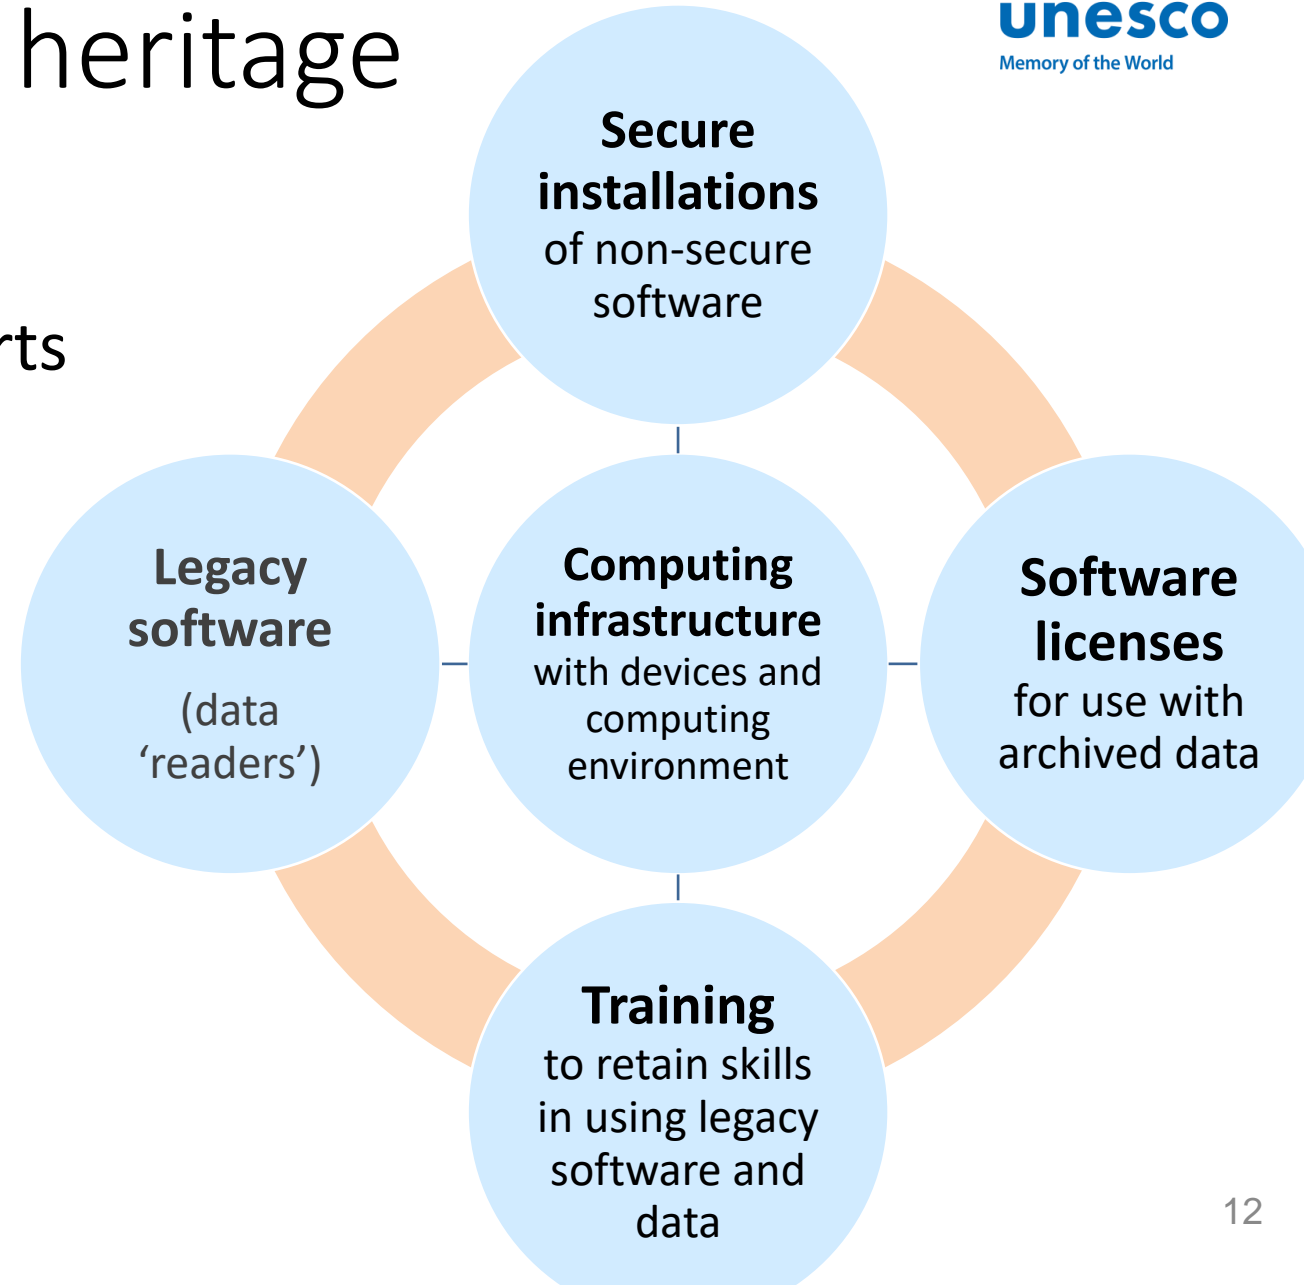 heritage
unesco
Memory of the World
rts
Secure
installations
of non-secure
software
Legacy
software
(data
‘readers’)
Computing
infrastructure
with devices and
computing
environment
Software
licenses
for use with
archived data
Training
to retain skills
in using legacy
software and
data
12